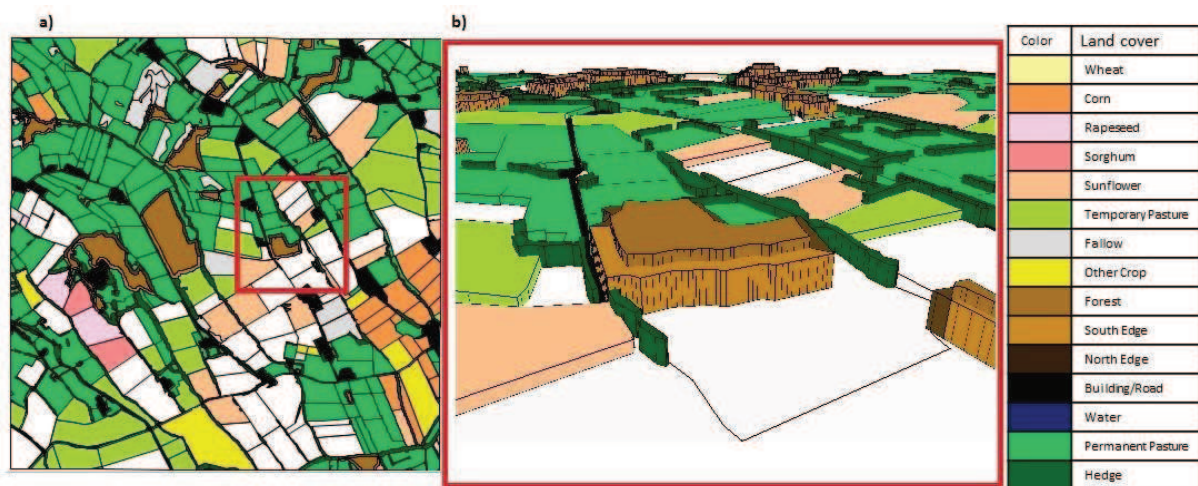 a)
b)
Color Land cover
Wheat
Corn
Rapeseed
Sorghum
Sunflower
Temporary Pasture
Fallow
Other Crop
Forest
South Edge
North Edge
Building/Road
Water
Permanent Pasture
Hedge